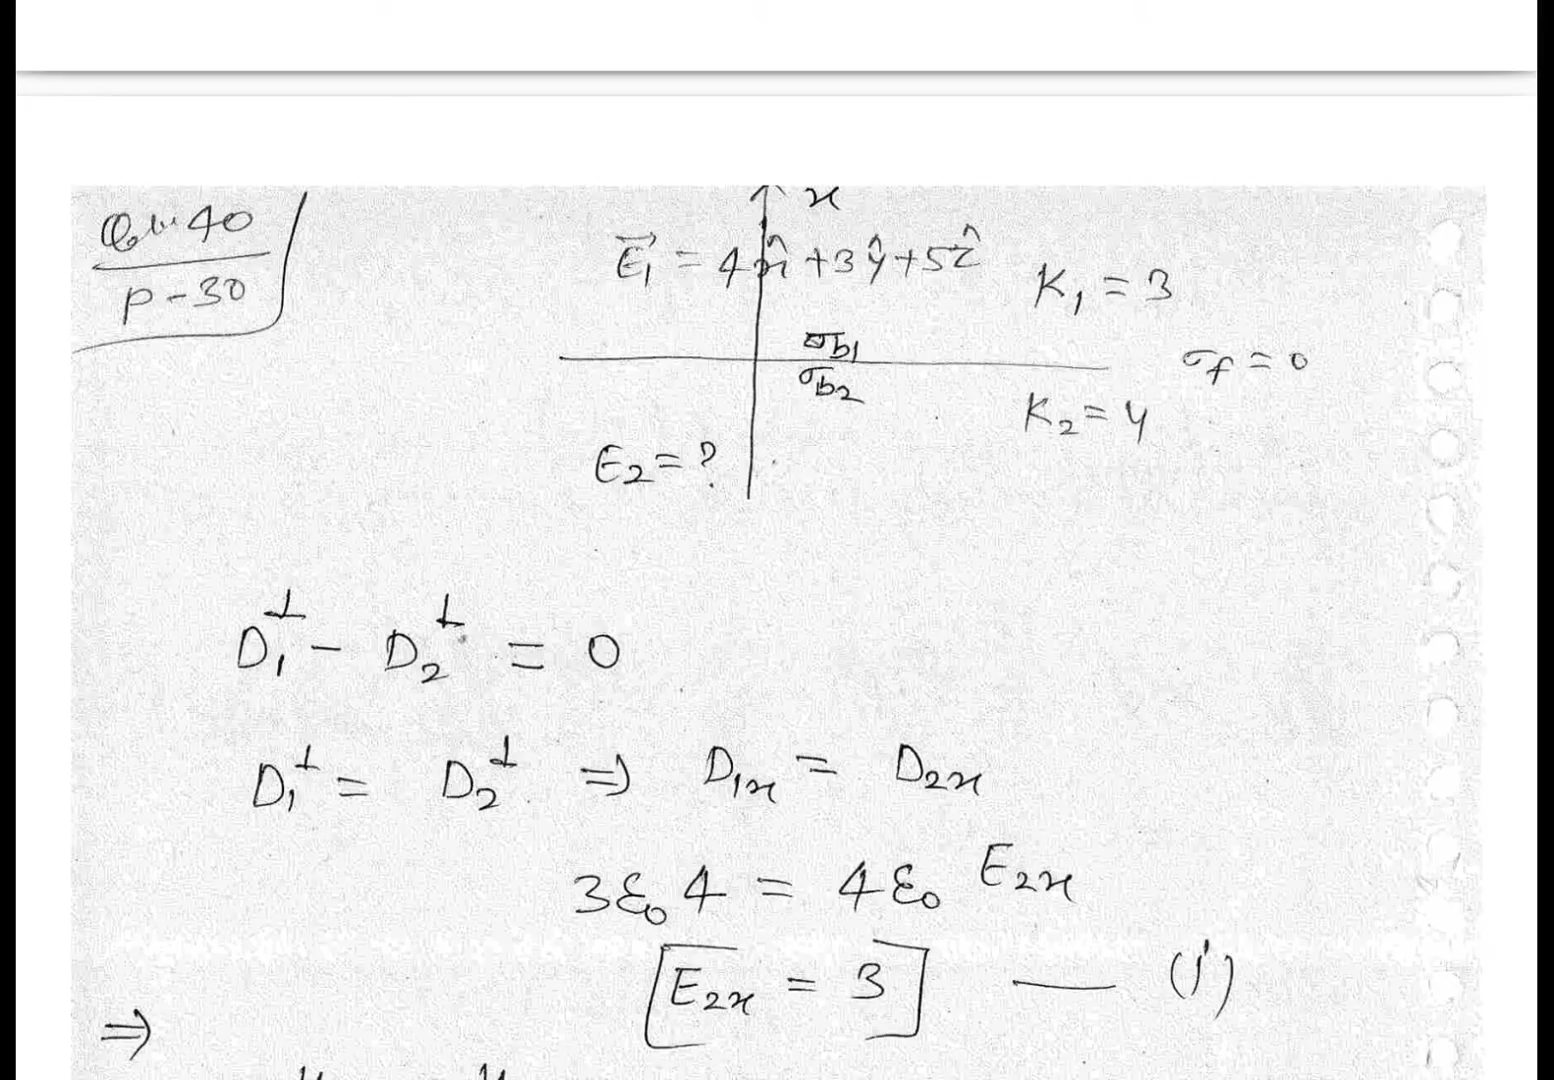 Qn. 40
P-30
x
E⃗₁ = 4x̂ + 3ŷ + 5ẑ
K₁ = 3
σb₁
σf = 0
σb₂
K₂ = 4
E₂ = ?
D₁⊥ - D₂⊥ = 0
D₁⊥ = D₂⊥ ⇒ D₁ₓ = D₂ₓ
3ε₀ 4 = 4ε₀ E₂ₓ
[E₂ₓ = 3] — (i)
⇒